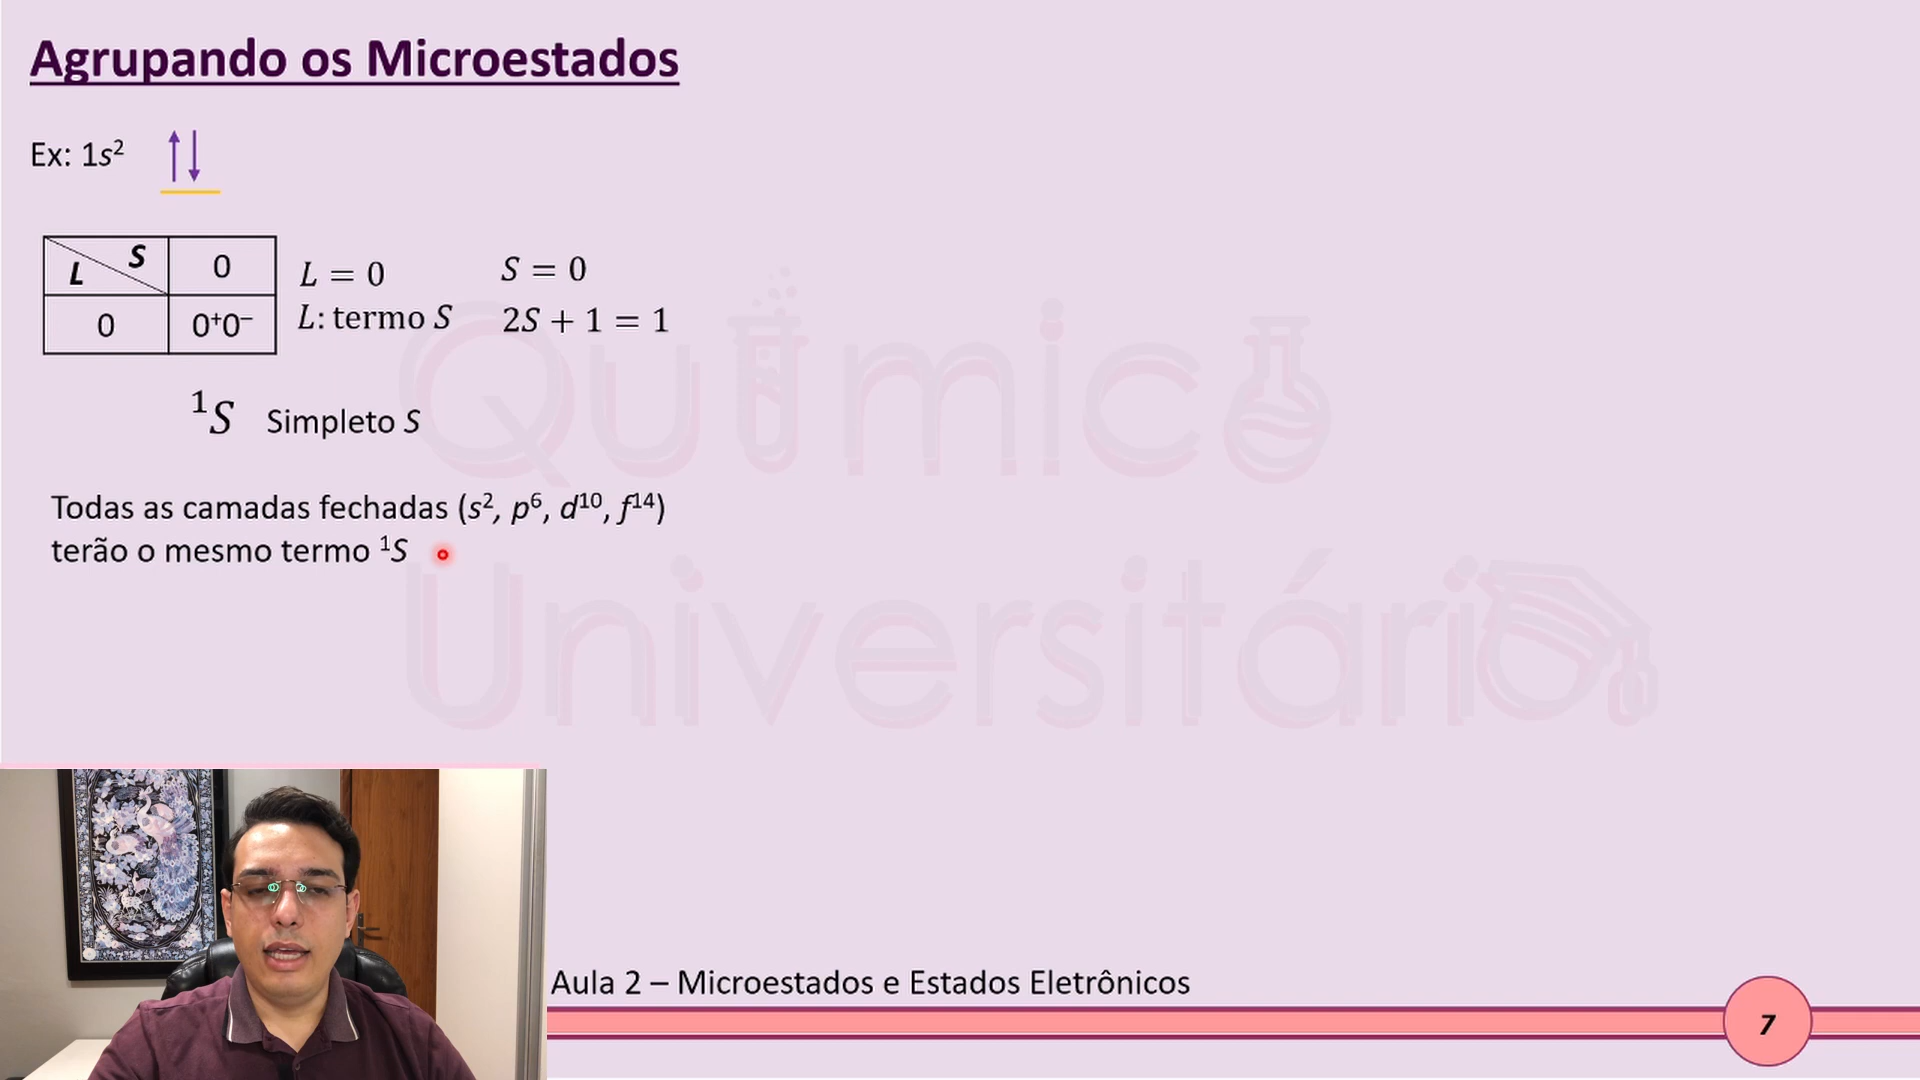 Agrupando os Microestados
Ex: 1s²
S
L
0
0
0⁺0⁻
L = 0
S = 0
L: termo S
2S + 1 = 1
¹S Simpleto S
Todas as camadas fechadas (s², p⁶, d¹⁰, f¹⁴)
terão o mesmo termo ¹S
Químico
Universitário
Aula 2 – Microestados e Estados Eletrônicos
7